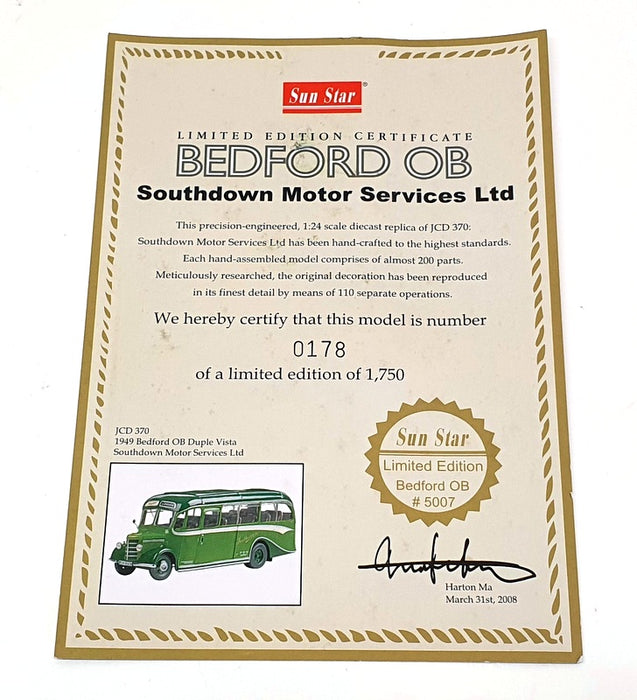 Sun Star®
LIMITED EDITION CERTIFICATE
BEDFORD OB
Southdown Motor Services Ltd
This precision-engineered, 1:24 scale diecast replica of JCD 370:
Southdown Motor Services Ltd has been hand-crafted to the highest standards.
Each hand-assembled model comprises of almost 200 parts.
Meticulously researched, the original decoration has been reproduced
in its finest detail by means of 110 separate operations.
We hereby certify that this model is number
0178
of a limited edition of 1,750
JCD 370
1949 Bedford OB Duple Vista
Southdown Motor Services Ltd
Sun Star
Limited Edition
Bedford OB
# 5007
Harton Ma
March 31st, 2008